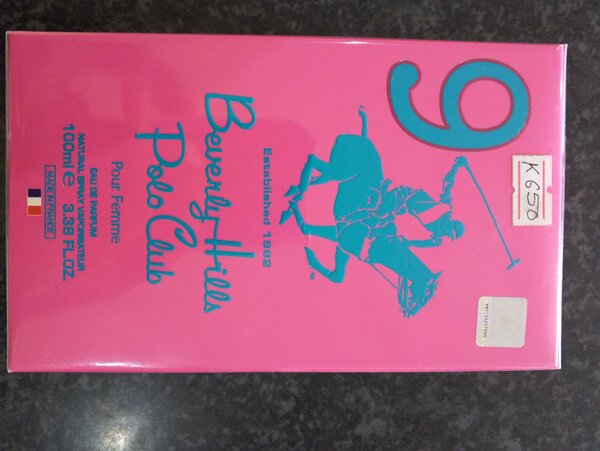 9
K 650
Established 1982
Beverly Hills
Polo Club
Pour Femme
EAU DE PARFUM
NATURAL SPRAY VAPORISATEUR
100ml e 3.38 FL.OZ.
MADE IN FRANCE
TM